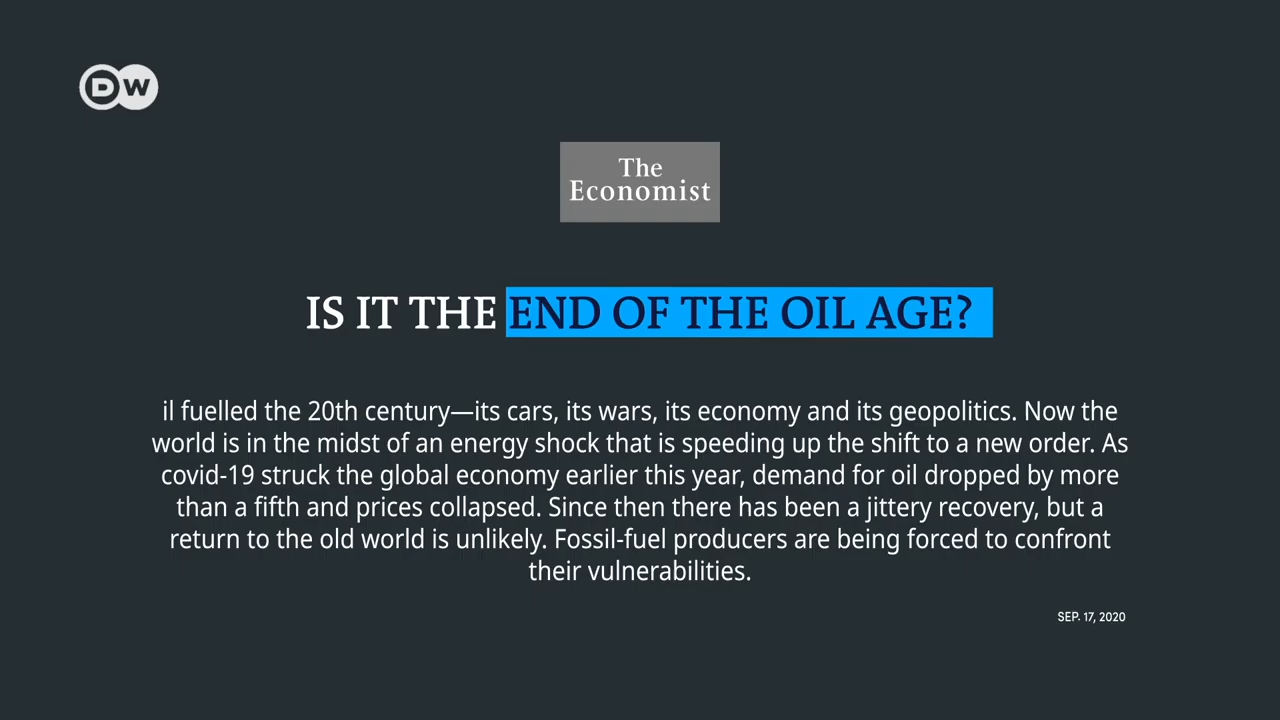 DW
The
Economist
IS IT THE END OF THE OIL AGE?
il fuelled the 20th century—its cars, its wars, its economy and its geopolitics. Now the
world is in the midst of an energy shock that is speeding up the shift to a new order. As
covid-19 struck the global economy earlier this year, demand for oil dropped by more
than a fifth and prices collapsed. Since then there has been a jittery recovery, but a
return to the old world is unlikely. Fossil-fuel producers are being forced to confront
their vulnerabilities.
SEP. 17, 2020